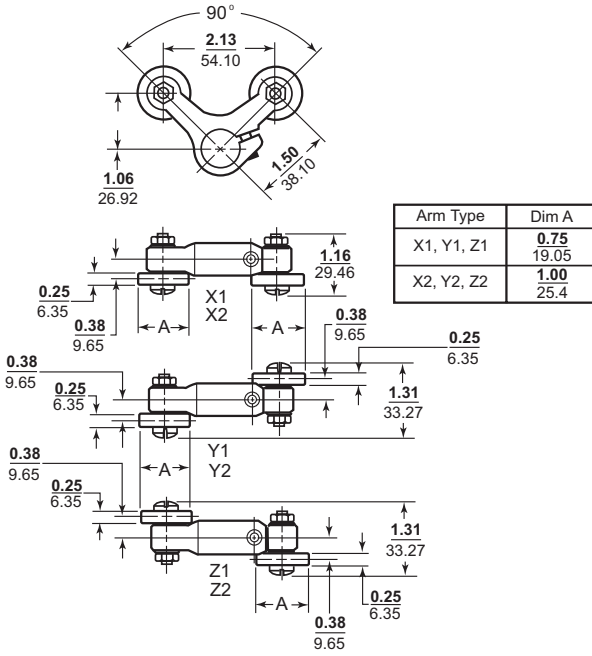 90°
2.13
54.10
1.50
38.10
1.06
26.92
Arm Type Dim A
X1, Y1, Z1 0.75
19.05
X2, Y2, Z2 1.00
25.4
1.16
29.46
0.25
6.35
X1
X2
0.38
9.65
A
A
0.38
9.65
0.25
6.35
0.38
9.65
0.25
6.35
1.31
33.27
Y1
Y2
A
0.38
9.65
0.25
6.35
1.31
33.27
Z1
Z2
A
0.25
6.35
0.38
9.65